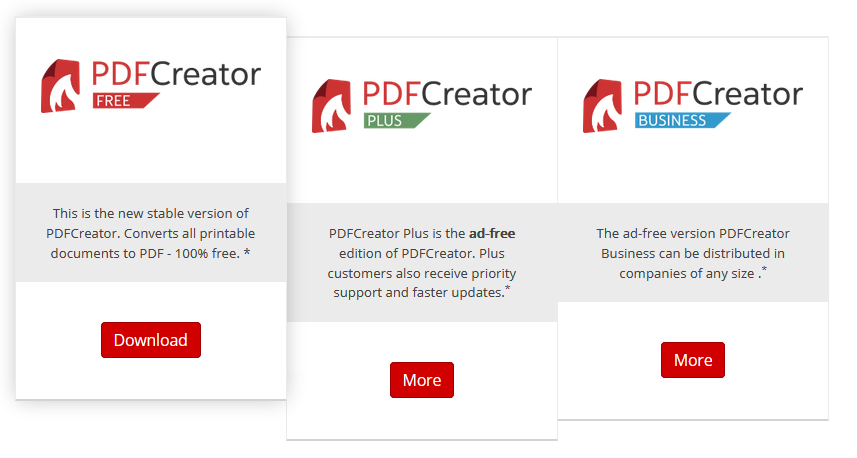 PDFCreator
FREE
This is the new stable version of
PDFCreator. Converts all printable
documents to PDF - 100% free. *
Download
PDFCreator
PLUS
PDFCreator Plus is the ad-free
edition of PDFCreator. Plus
customers also receive priority
support and faster updates.*
More
PDFCreator
BUSINESS
The ad-free version PDFCreator
Business can be distributed in
companies of any size .*
More